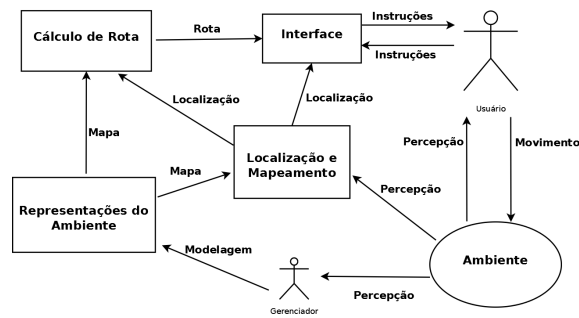 Instruções
Cálculo de Rota
Rota
Interface
Instruções
Usuário
Localização
Localização
Mapa
Percepção
Movimento
Localização e
Mapeamento
Mapa
Percepção
Representações do
Ambiente
Modelagem
Ambiente
Percepção
Gerenciador